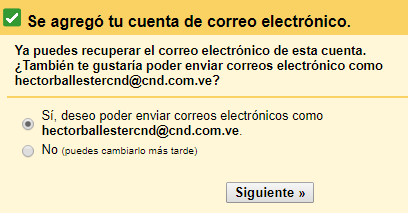 Se agregó tu cuenta de correo electrónico.
Ya puedes recuperar el correo electrónico de esta cuenta.
¿También te gustaría poder enviar correos electrónico como
hectorballestercnd@cnd.com.ve?
Sí, deseo poder enviar correos electrónicos como
hectorballestercnd@cnd.com.ve.
No (puedes cambiarlo más tarde)
Siguiente »